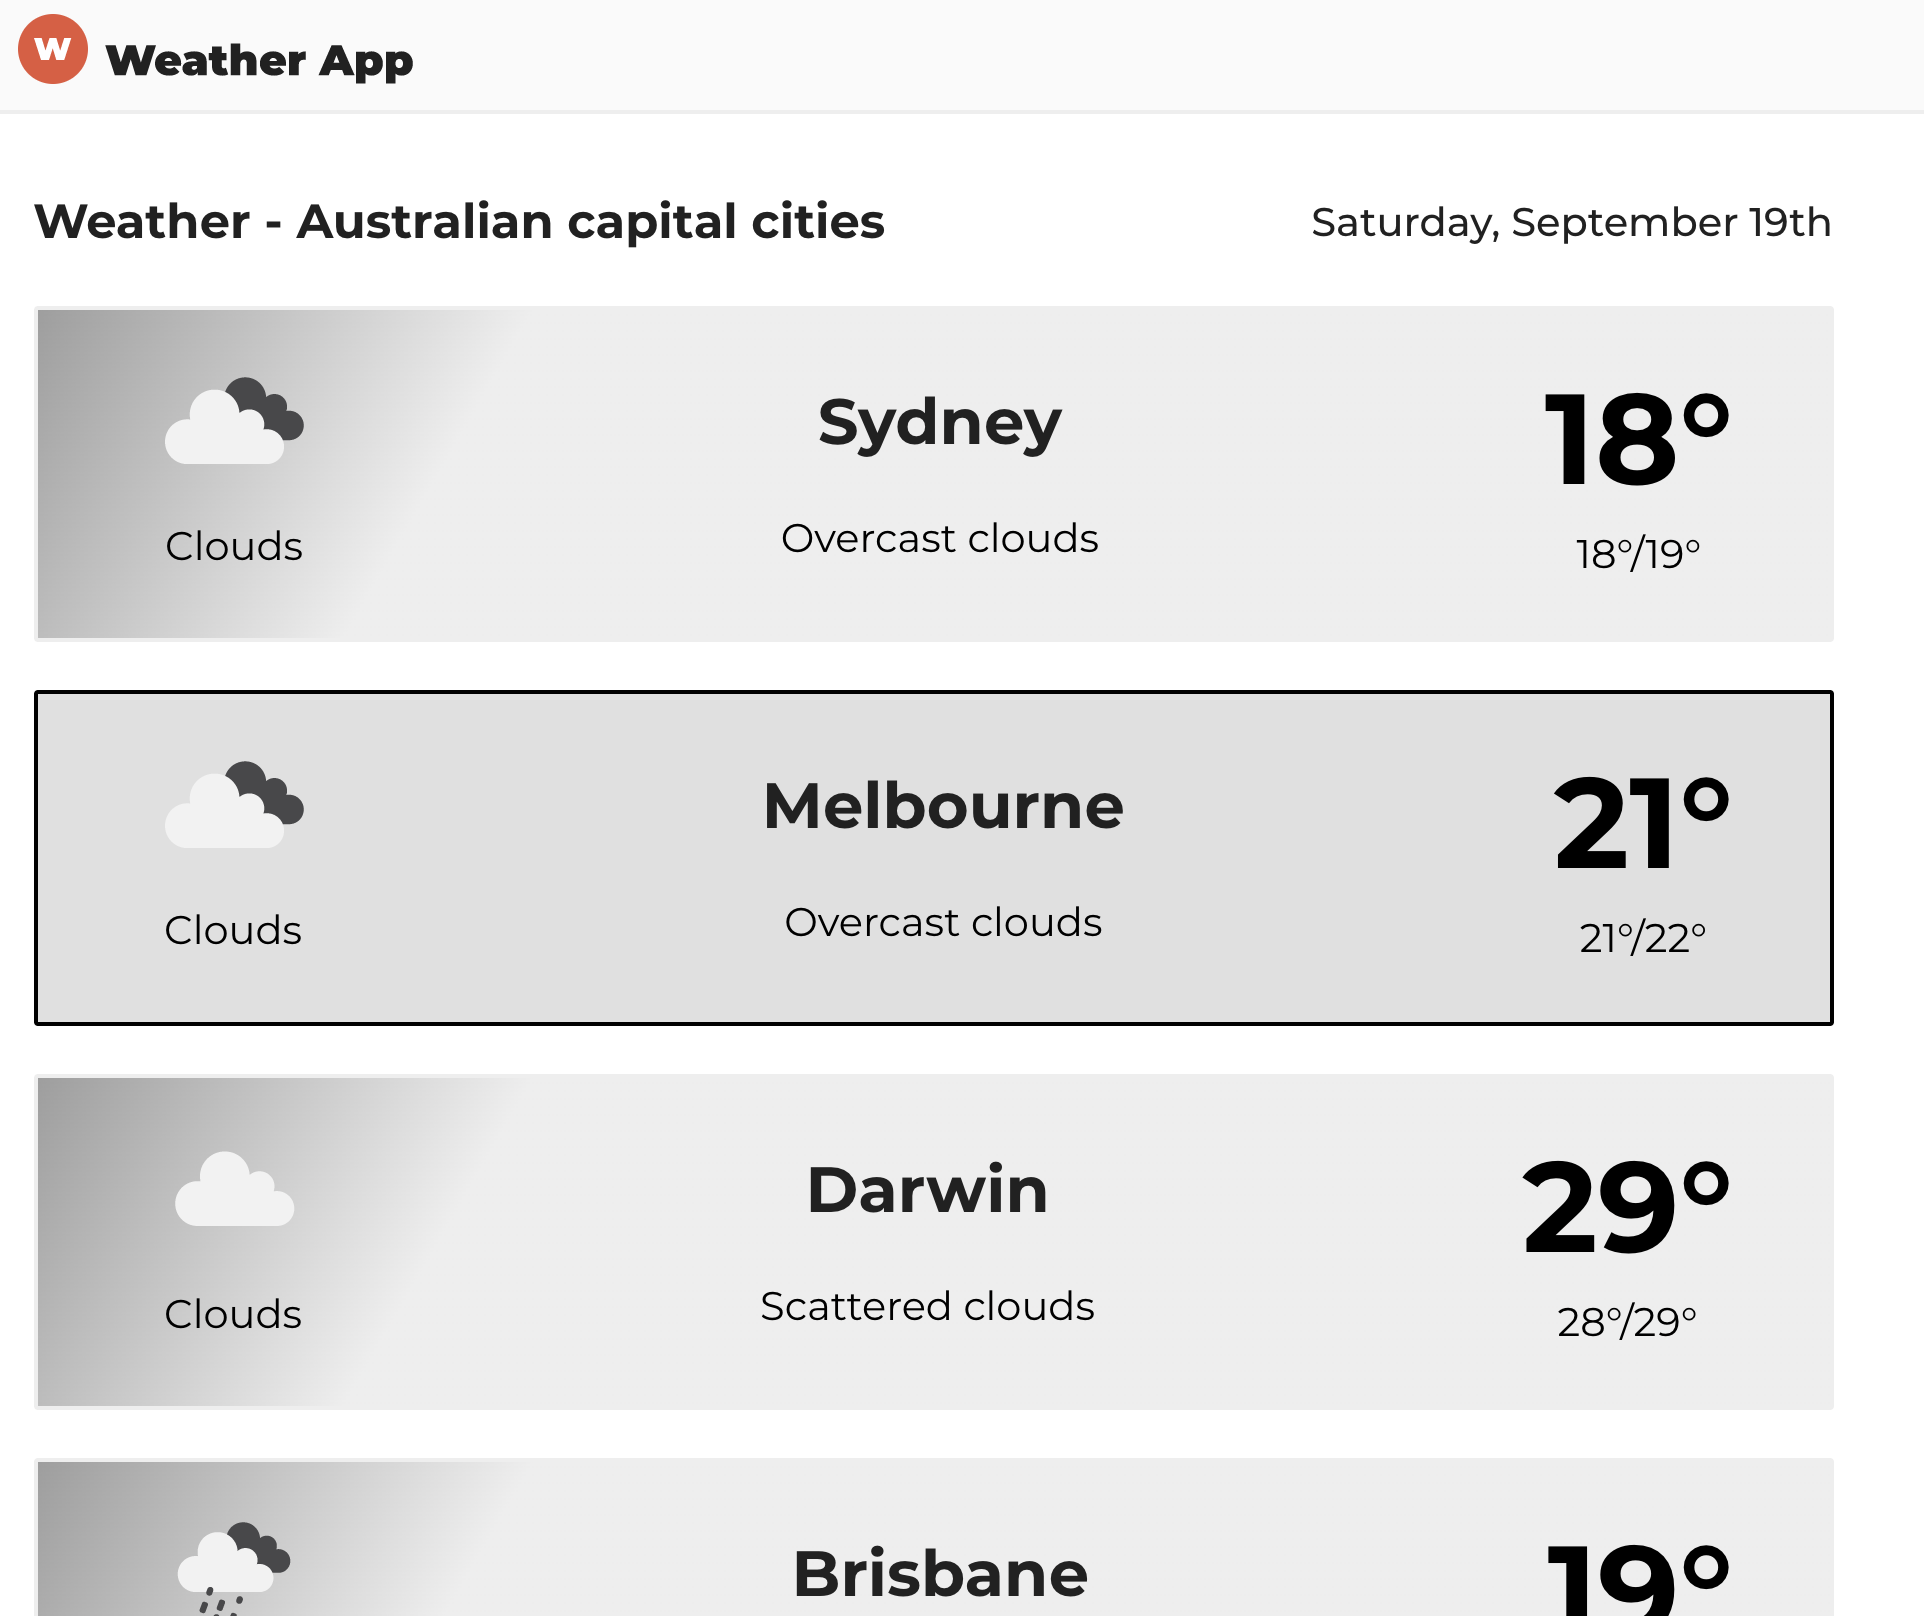 W
Weather App
Weather - Australian capital cities
Saturday, September 19th
Sydney
18°
Clouds
Overcast clouds
18°/19°
Melbourne
21°
Clouds
Overcast clouds
21°/22°
Darwin
29°
Clouds
Scattered clouds
28°/29°
Brisbane
19°